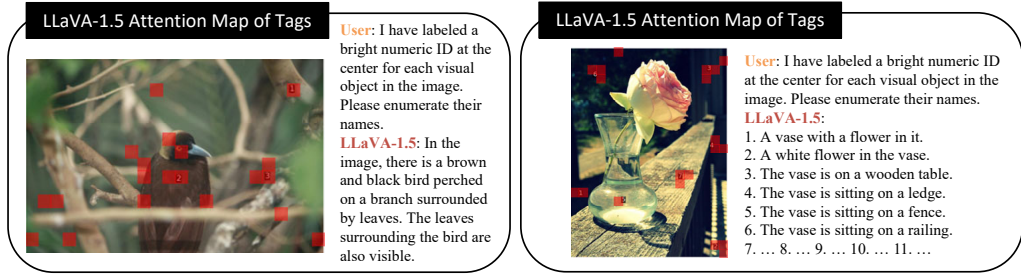 LLaVA-1.5 Attention Map of Tags
User: I have labeled a
bright numeric ID at the
center for each visual
object in the image.
Please enumerate their
names.
LLaVA-1.5: In the
image, there is a brown
and black bird perched
on a branch surrounded
by leaves. The leaves
surrounding the bird are
also visible.
1
2
3
LLaVA-1.5 Attention Map of Tags
User: I have labeled a bright numeric ID
at the center for each visual object in the
image. Please enumerate their names.
LLaVA-1.5:
1. A vase with a flower in it.
2. A white flower in the vase.
3. The vase is on a wooden table.
4. The vase is sitting on a ledge.
5. The vase is sitting on a fence.
6. The vase is sitting on a railing.
7. … 8. … 9. … 10. … 11. …
6
3
1